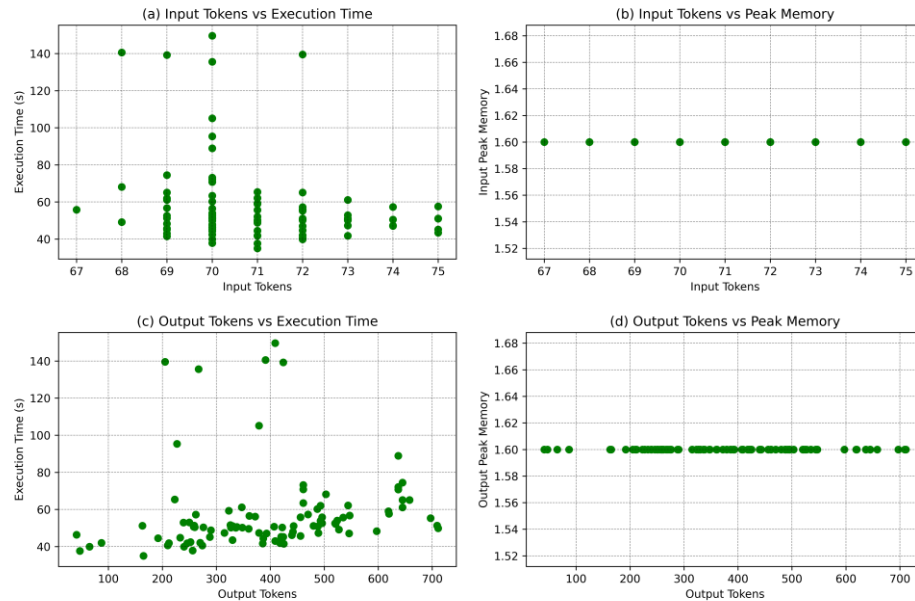 (a) Input Tokens vs Execution Time
Execution Time (s)
140
120
100
80
60
40
67 68 69 70 71 72 73 74 75
Input Tokens
(b) Input Tokens vs Peak Memory
Input Peak Memory
1.68
1.66
1.64
1.62
1.60
1.58
1.56
1.54
1.52
67 68 69 70 71 72 73 74 75
Input Tokens
(c) Output Tokens vs Execution Time
Execution Time (s)
140
120
100
80
60
40
100 200 300 400 500 600 700
Output Tokens
(d) Output Tokens vs Peak Memory
Output Peak Memory
1.68
1.66
1.64
1.62
1.60
1.58
1.56
1.54
1.52
100 200 300 400 500 600 700
Output Tokens